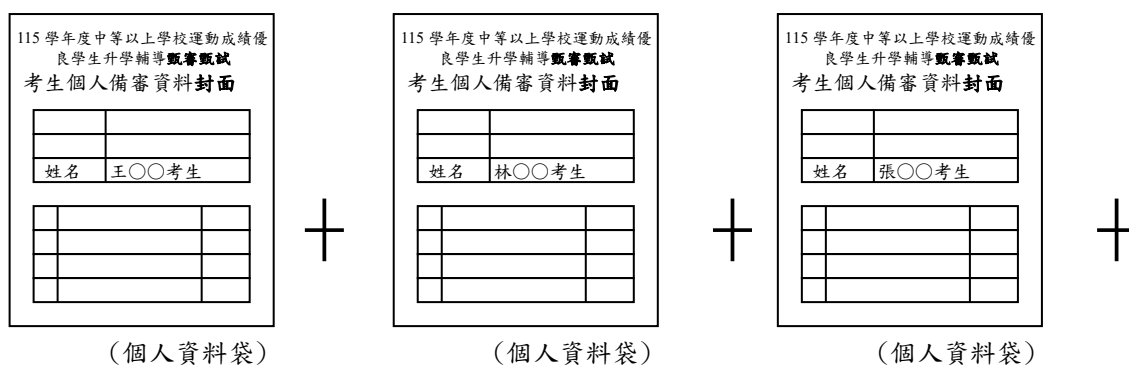 115 學年度中等以上學校運動成績優
良學生升學輔導甄審甄試
考生個人備審資料封面
姓名 王○○考生
(個人資料袋)
+
115 學年度中等以上學校運動成績優
良學生升學輔導甄審甄試
考生個人備審資料封面
姓名 林○○考生
(個人資料袋)
+
115 學年度中等以上學校運動成績優
良學生升學輔導甄審甄試
考生個人備審資料封面
姓名 張○○考生
(個人資料袋)
+